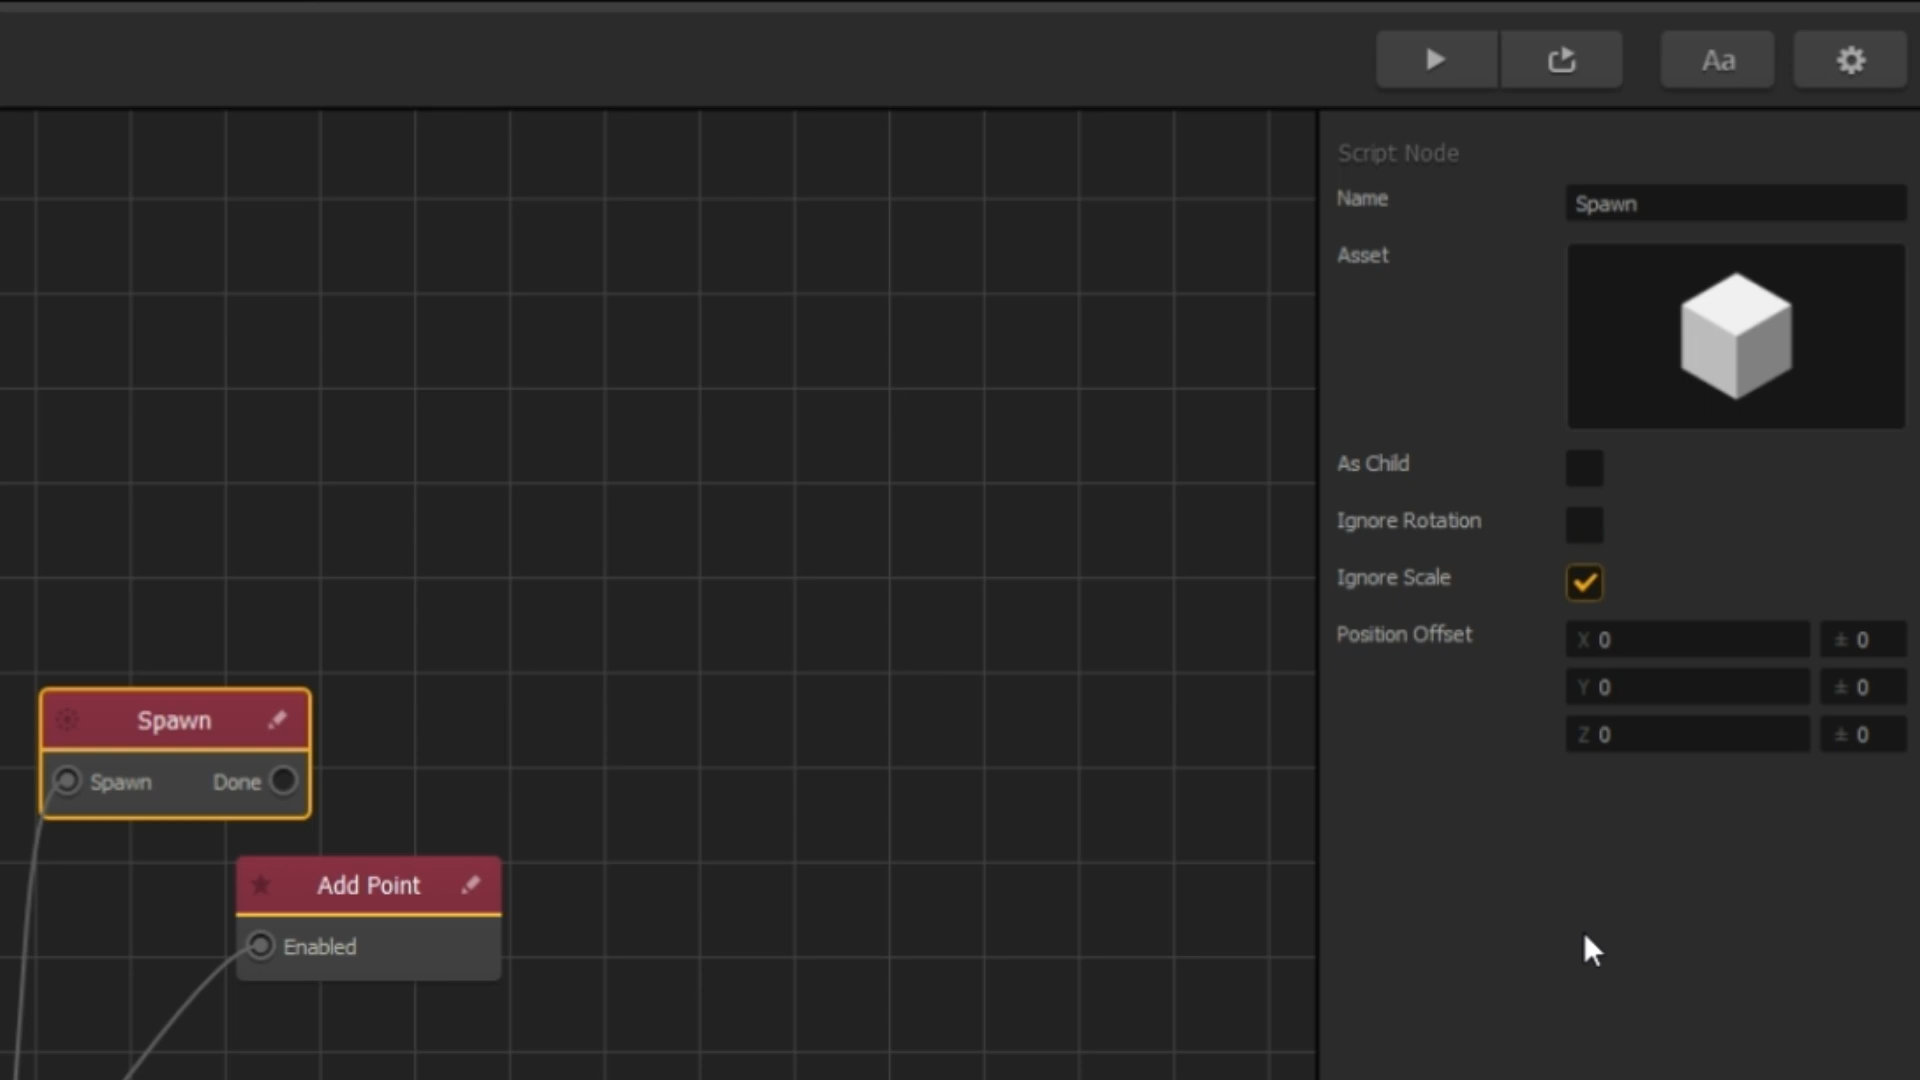 Aa
Script Node
Name Spawn
Asset
As Child
Ignore Rotation
Ignore Scale
Position Offset X 0 ± 0
Y 0 ± 0
Z 0 ± 0
Spawn
Spawn Done
Add Point
Enabled